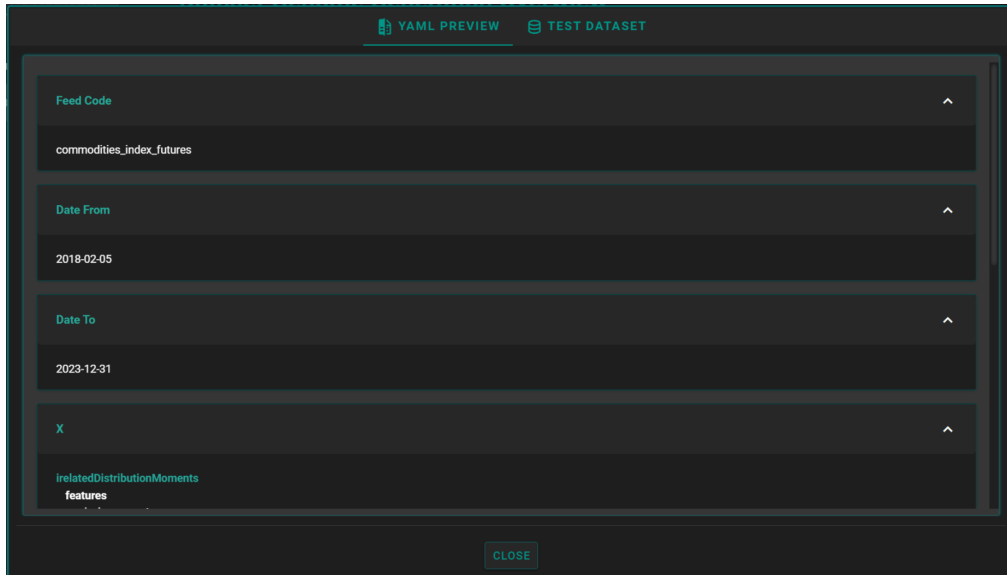 YAML PREVIEW
TEST DATASET
Feed Code
commodities_index_futures
Date From
2018-02-05
Date To
2023-12-31
X
irelatedDistributionMoments
features
CLOSE